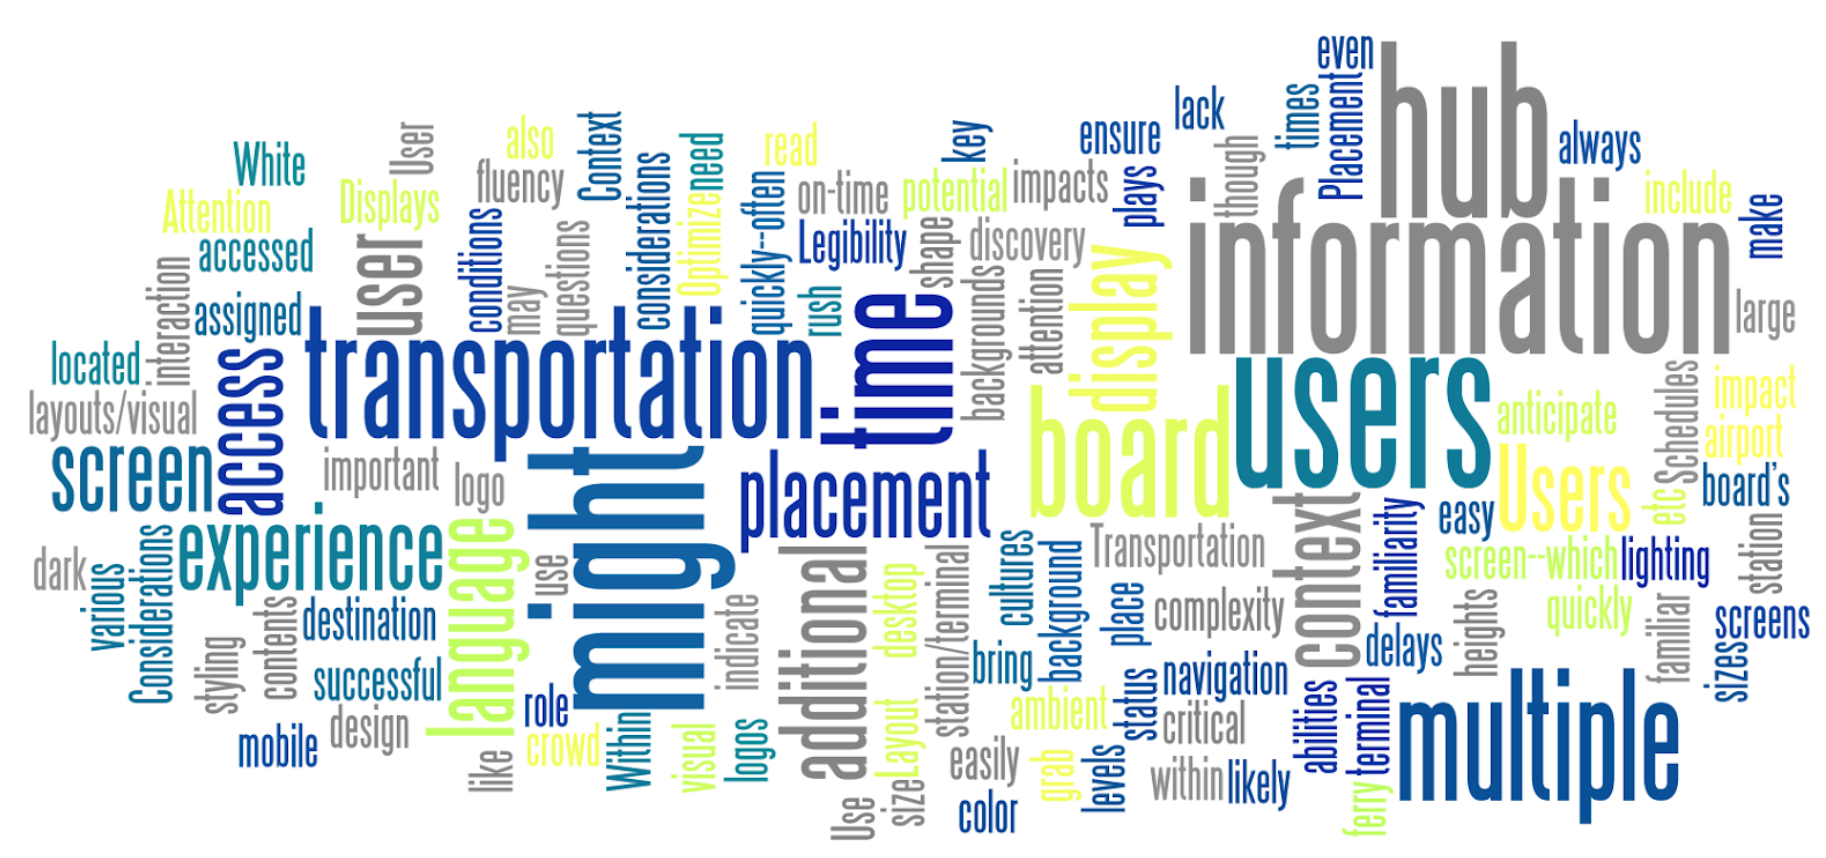 White
Attention
accessed
assigned
located
interaction
layouts/visual
screen
access
User
Displays
user
also
fluency
conditions
may
questions
Context
considerations
need
Optimize
read
quickly--often
on-time
Legibility
rush
transportation
time
key
potential
impacts
shape
discovery
backgrounds
attention
display
ensure
plays
lack
though
times
even
Placement
hub
always
include
make
information
large
users
board
anticipate
Schedules
impact
airport
board's
Users
etc
easy
station
important
logo
experience
language
might
placement
use
dark
various
Considerations
styling
contents
destination
successful
design
mobile
like
role
crowd
Within
visual
logos
indicate
additional
desktop
Layout
station/terminal
Use
size
cultures
background
bring
ambient
easily
color
grab
levels
Transportation
place
complexity
status
navigation
critical
within
likely
context
familiarity
delays
abilities
terminal
ferry
screen--which
lighting
quickly
heights
familiar
screens
sizes
multiple